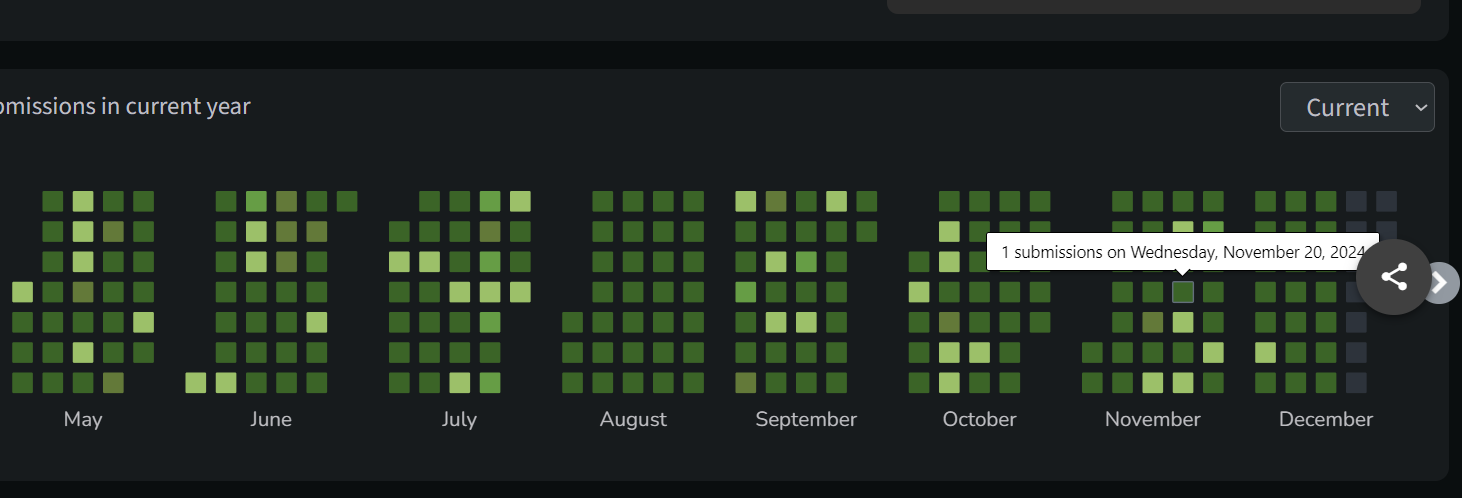 submissions in current year
Current
1 submissions on Wednesday, November 20, 2024
May
June
July
August
September
October
November
December